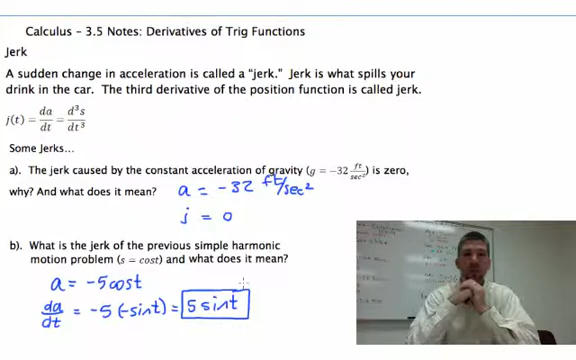 Calculus - 3.5 Notes: Derivatives of Trig Functions
Jerk
A sudden change in acceleration is called a "jerk." Jerk is what spills your
drink in the car. The third derivative of the position function is called jerk.
j(t) = da/dt = d³s/dt³
Some Jerks...
a). The jerk caused by the constant acceleration of gravity (g = −32 ft/sec²) is zero,
why? And what does it mean? a = -32 ft/sec²
j = 0
b). What is the jerk of the previous simple harmonic
motion problem (s = cost) and what does it mean?
a = -5cost
da/dt = -5(-sint) = 5sint